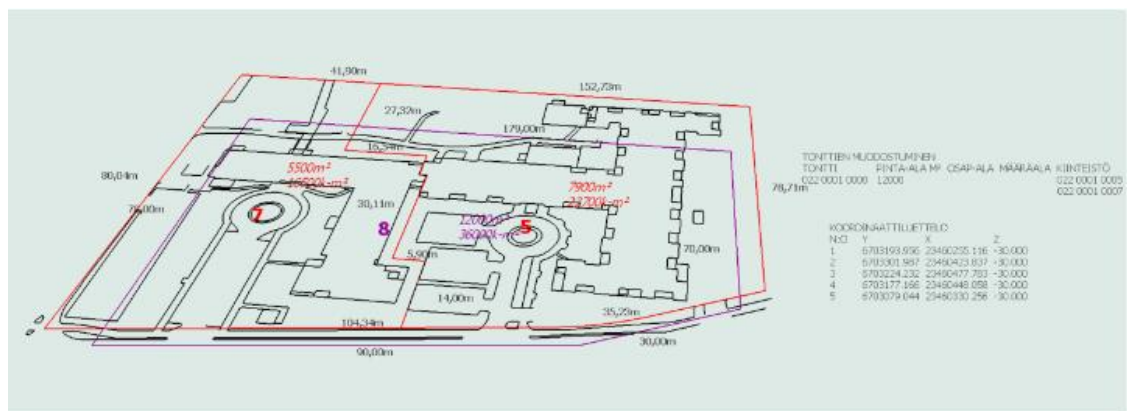 41,90m
152,73m
27,32m
179,00m
16,54m
5500m²
7900m²
80,04m
78,71m
30,11m
7
8
5
12000m²
36000k-m²
70,00m
5,90m
14,00m
35,23m
104,34m
30,00m
90,00m
TONTTIEN MUODOSTUMINEN
TONTTI PINTA-ALA M² OSAP-ALA MÄÄRÄALA KIINTEISTÖ
022 0001 0008 12000 022 0001 0005
022 0001 0007
KOORDINAATTILUETTELO
N:O Y X Z
1 6703193.956 23460255.116 -30.000
2 6703301.987 23460423.837 -30.000
3 6703224.232 23460477.783 -30.000
4 6703177.166 23460448.058 -30.000
5 6703079.044 23460330.256 -30.000